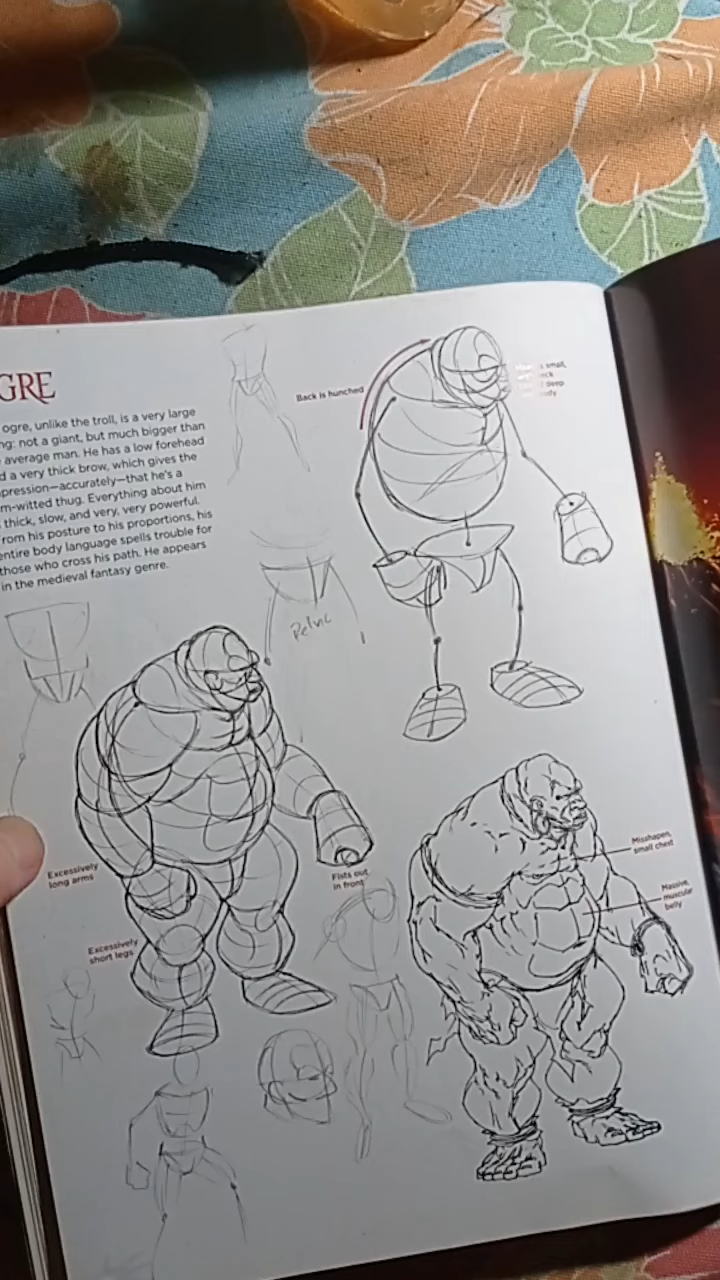 GRE
ogre, unlike the troll, is a very large
ng: not a giant, but much bigger than
average man. He has a low forehead
d a very thick brow, which gives the
pression—accurately—that he's a
m-witted thug. Everything about him
thick, slow, and very, very powerful.
rom his posture to his proportions, his
entire body language spells trouble for
those who cross his path. He appears
in the medieval fantasy genre.
Back is hunched
small,
deep
Pelvic
Excessively
long arms
Fists out
in front
Excessively
short legs
Misshapen,
small chest
Massive,
muscular
belly